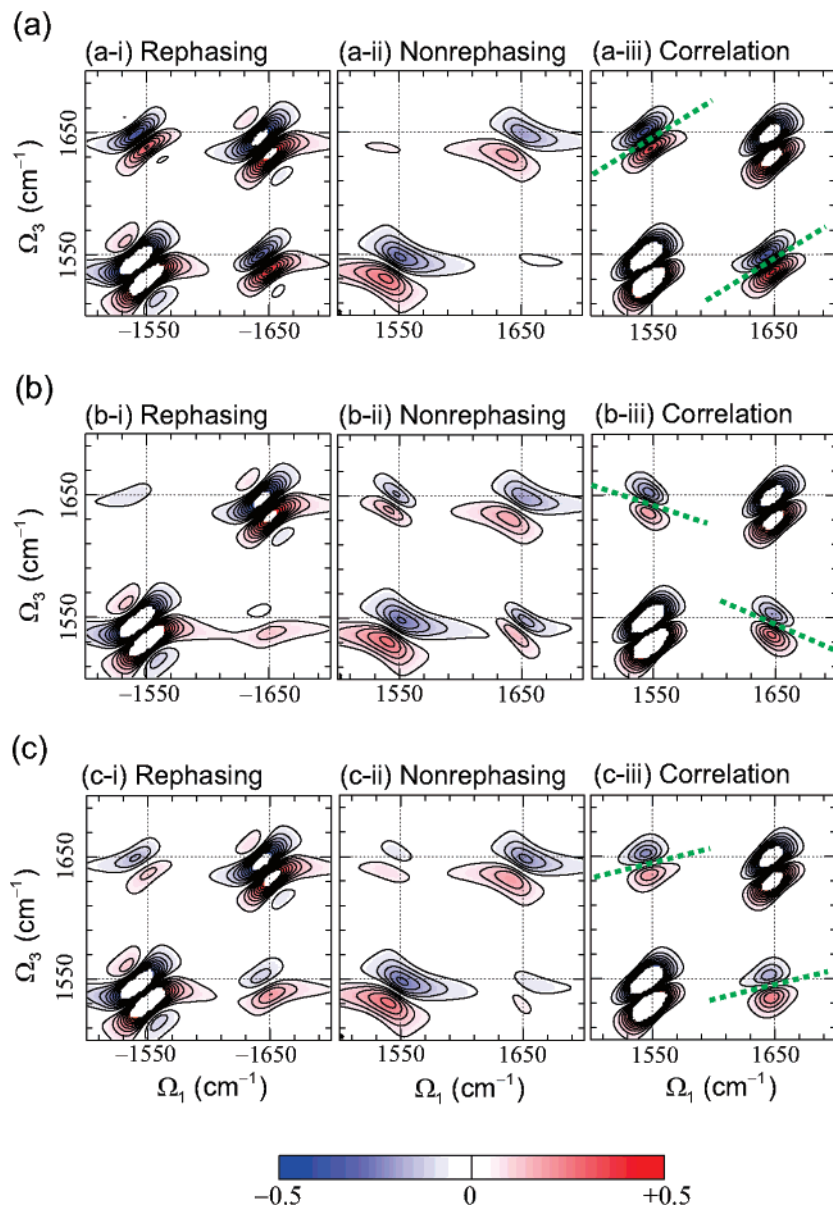 (a)
(a-i) Rephasing (a-ii) Nonrephasing (a-iii) Correlation
Ω3 (cm−1)
1650
1550
−1550 −1650 1550 1650 1550 1650
(b)
(b-i) Rephasing (b-ii) Nonrephasing (b-iii) Correlation
Ω3 (cm−1)
1650
1550
−1550 −1650 1550 1650 1550 1650
(c)
(c-i) Rephasing (c-ii) Nonrephasing (c-iii) Correlation
Ω3 (cm−1)
1650
1550
−1550 −1650 1550 1650 1550 1650
Ω1 (cm−1) Ω1 (cm−1) Ω1 (cm−1)
−0.5 0 +0.5